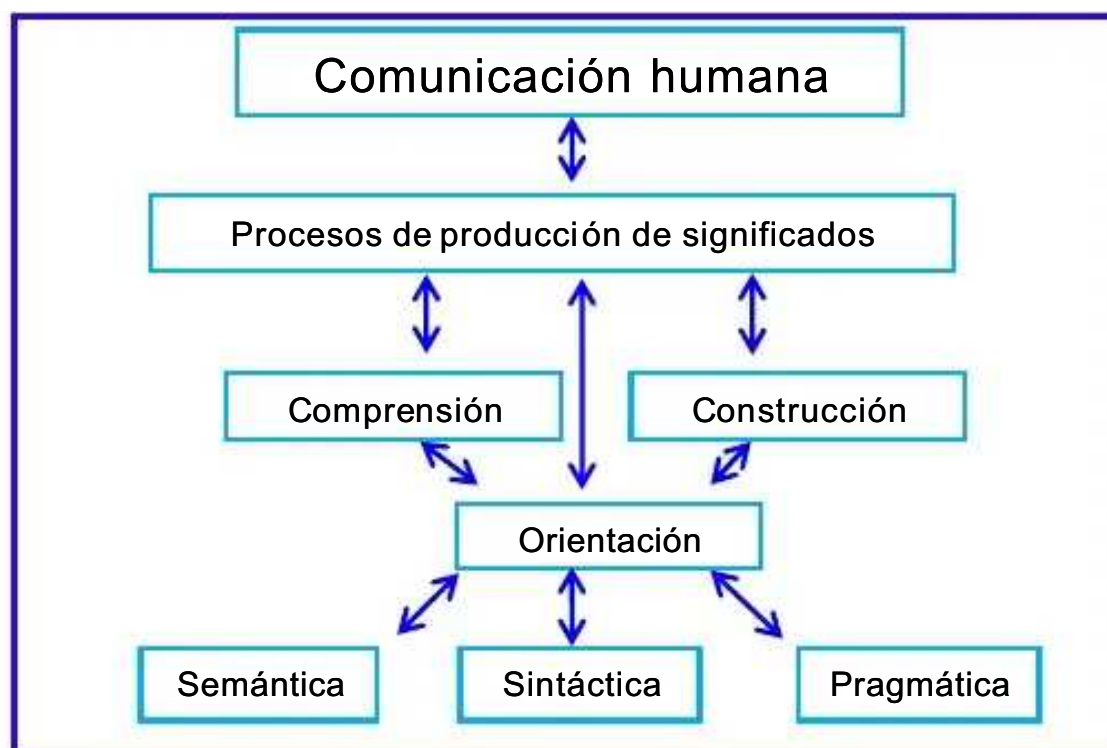 Comunicación humana
Procesos de producción de significados
Comprensión
Construcción
Orientación
Semántica
Sintáctica
Pragmática